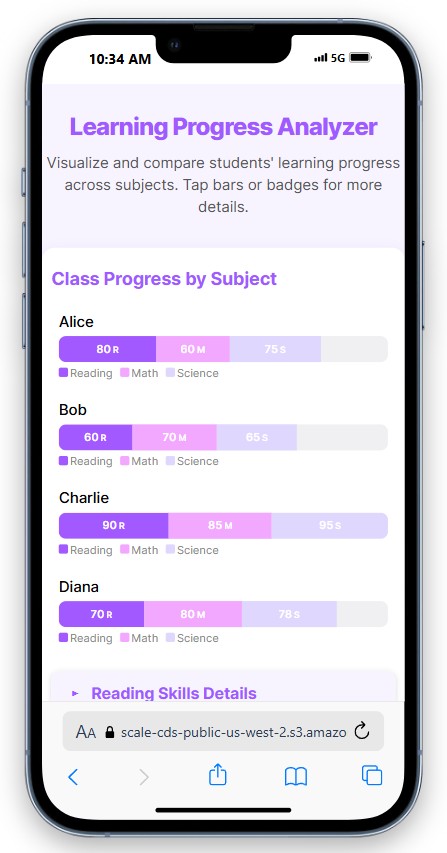 10:34 AM 5G
Learning Progress Analyzer
Visualize and compare students' learning progress
across subjects. Tap bars or badges for more
details.
Class Progress by Subject
Alice
80 R 60 M 75 S
Reading Math Science
Bob
60 R 70 M 65 S
Reading Math Science
Charlie
90 R 85 M 95 S
Reading Math Science
Diana
70 R 80 M 78 S
Reading Math Science
Reading Skills Details
AA scale-cds-public-us-west-2.s3.amazo